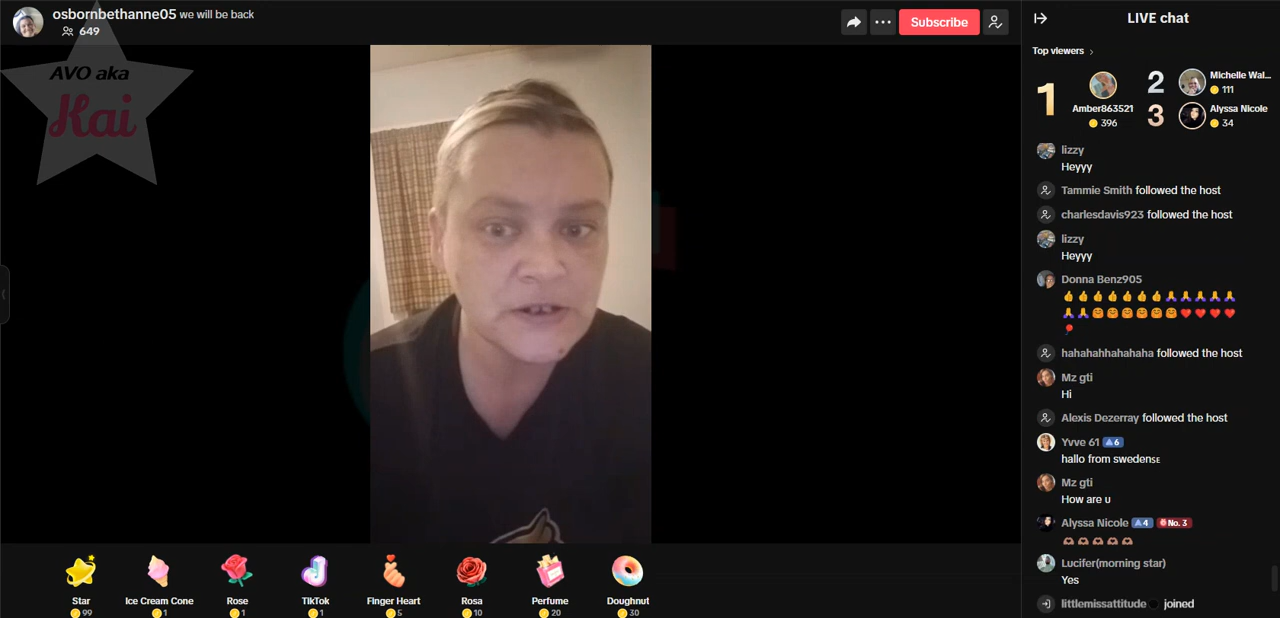 osbornbethanne05 we will be back
649
AVO aka
Kai
Subscribe
LIVE chat
Top viewers
1
Amber863521
396
2
Michelle Wal...
111
3
Alyssa Nicole
34
lizzy
Heyyy
Tammie Smith followed the host
charlesdavis923 followed the host
lizzy
Heyyy
Donna Benz905
👍👍👍👍👍👍👍🙏🙏🙏🙏🙏
🙏🙏🤗🤗🤗🤗🤗🤗❤️❤️❤️❤️
🎈
hahahahhahahaha followed the host
Mz gti
Hi
Alexis Dezerray followed the host
Yvve 61 6
hallo from swedenSE
Mz gti
How are u
Alyssa Nicole 4 No. 3
🫶🏽🫶🏽🫶🏽🫶🏽🫶🏽
Lucifer(morning star)
Yes
littlemissattitude joined
Star
99
Ice Cream Cone
1
Rose
1
TikTok
1
Finger Heart
5
Rosa
10
Perfume
20
Doughnut
30